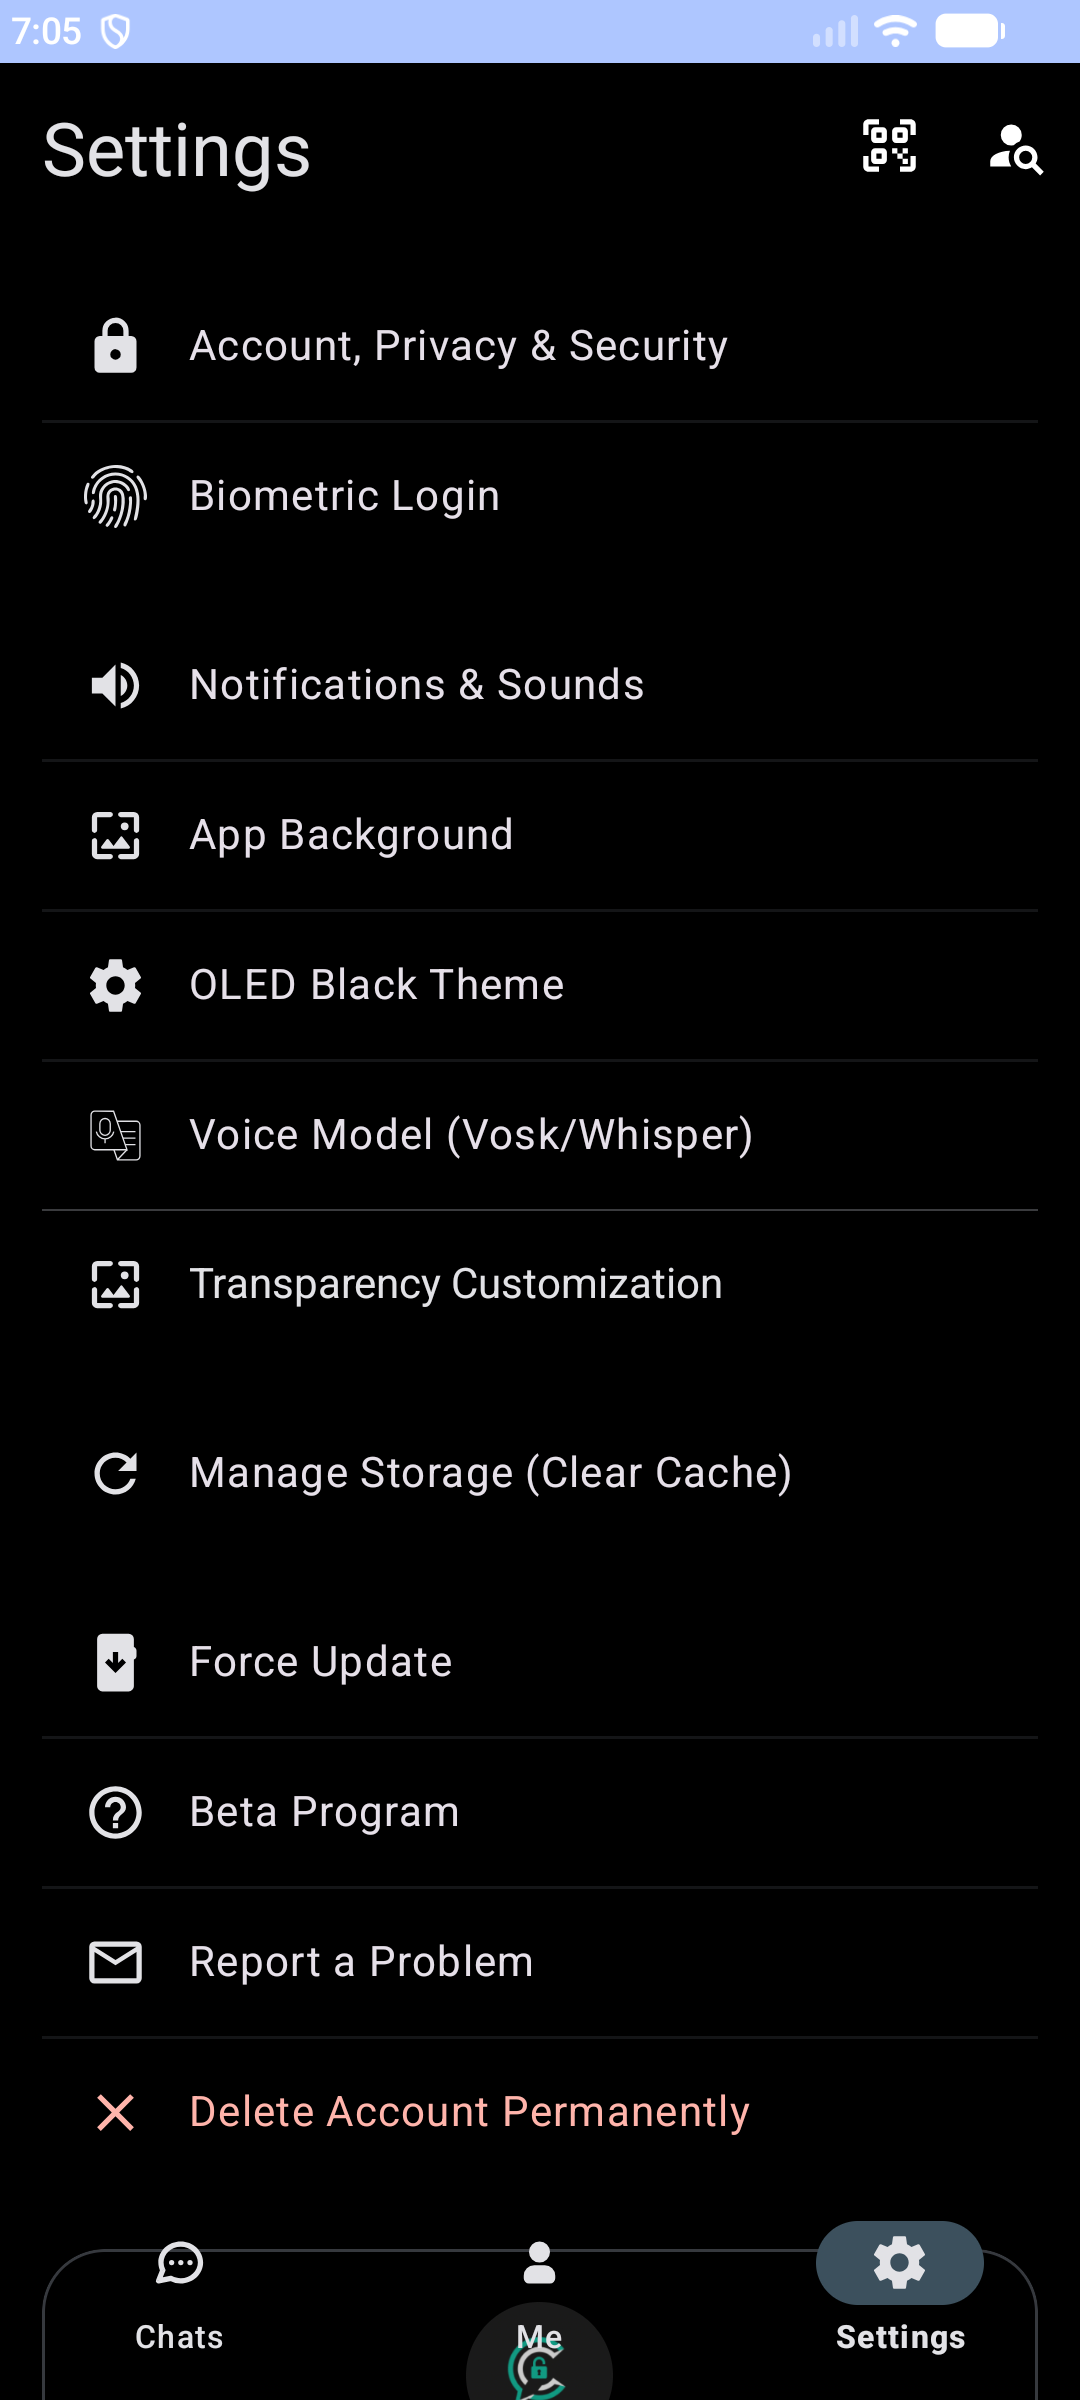 7:05
Settings
Account, Privacy & Security
Biometric Login
Notifications & Sounds
App Background
OLED Black Theme
Voice Model (Vosk/Whisper)
Transparency Customization
Manage Storage (Clear Cache)
Force Update
Beta Program
Report a Problem
Delete Account Permanently
Chats
Me
Settings